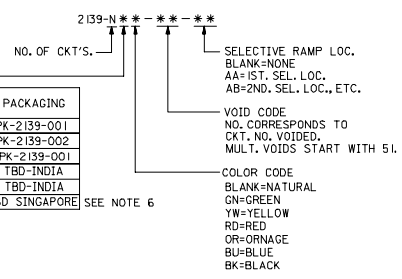 2139-N**-**-**
NO. OF CKT'S.
SELECTIVE RAMP LOC.
BLANK=NONE
AA=1ST. SEL. LOC.
AB=2ND. SEL. LOC., ETC.
VOID CODE
NO. CORRESPONDS TO
CKT. NO. VOIDED.
MULT. VOIDS START WITH 51.
COLOR CODE
BLANK=NATURAL
GN=GREEN
YW=YELLOW
RD=RED
OR=ORNAGE
BU=BLUE
BK=BLACK
PACKAGING
PK-2139-001
PK-2139-002
PK-2139-001
TBD-INDIA
TBD-INDIA
BD SINGAPORE SEE NOTE 6